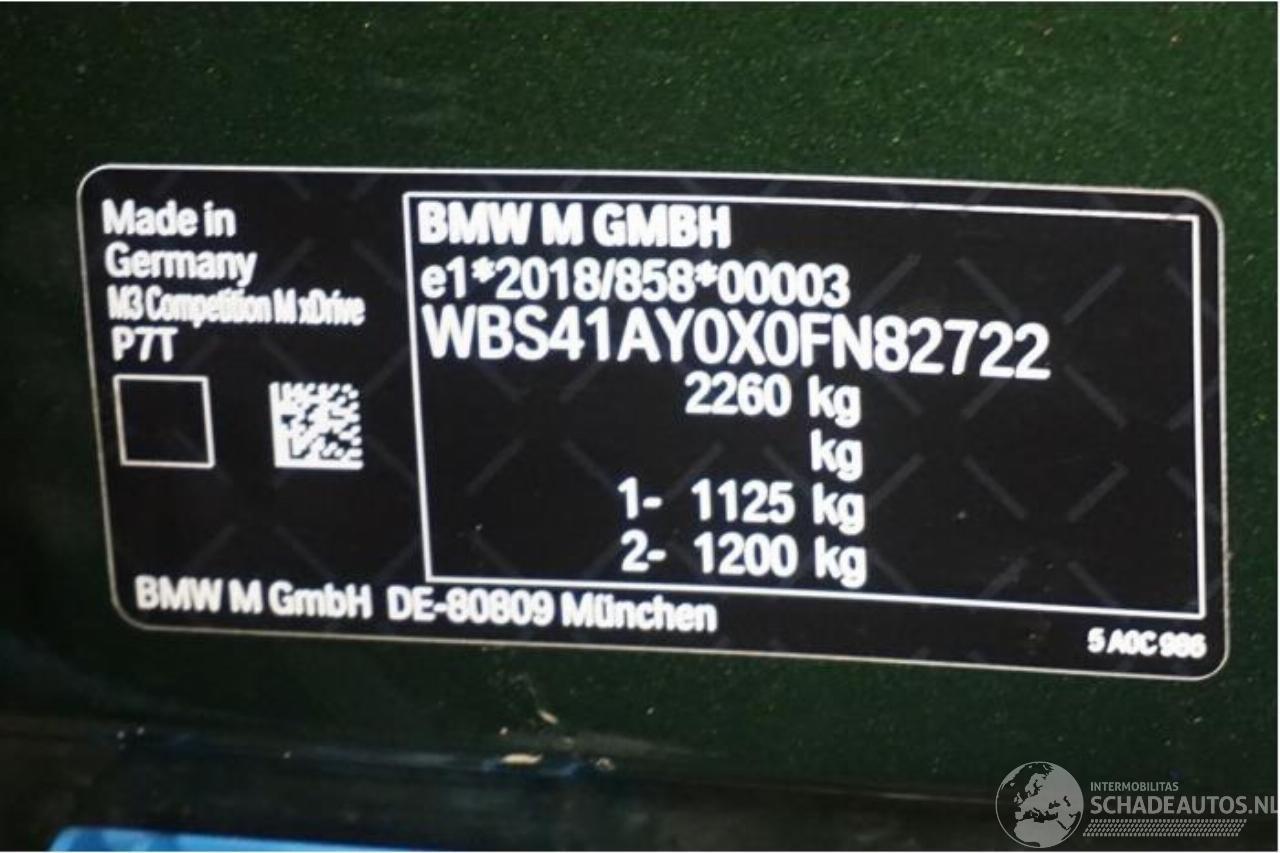 Made in
Germany
M3 Competition M xDrive
P7T
BMW M GMBH
e1*2018/858*00003
WBS41AY0X0FN82722
2260 kg
kg
1- 1125 kg
2- 1200 kg
BMW M GmbH DE-80809 München
5 A0C 986
INTERMOBILITAS
SCHADEAUTOS.NL